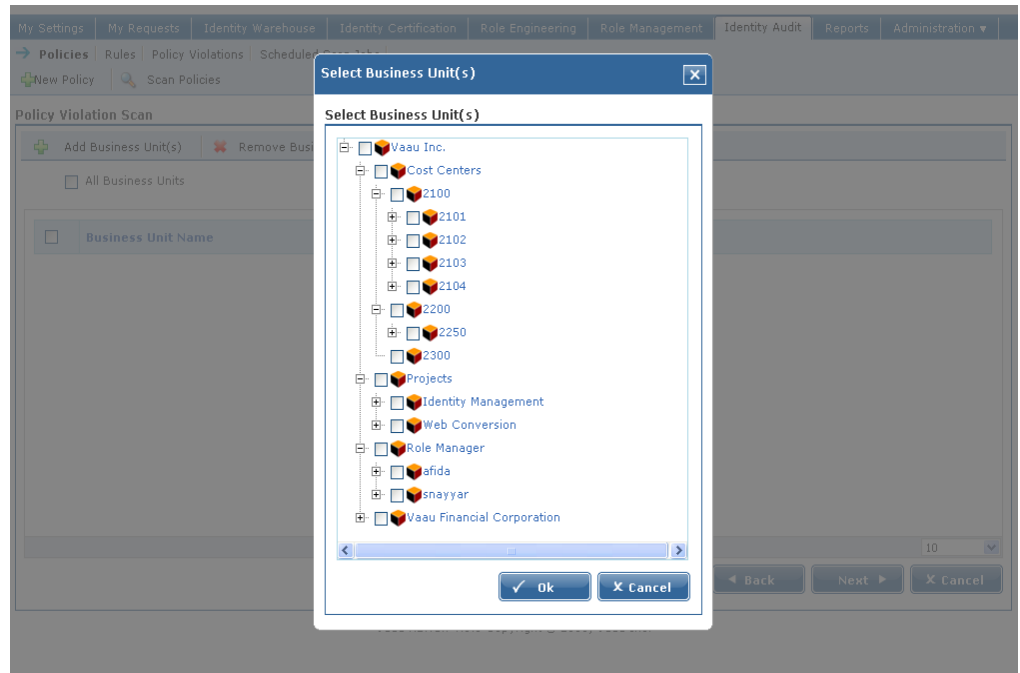 My Settings My Requests Identity Warehouse Identity Certification Role Engineering Role Management Identity Audit Reports Administration
Policies Rules Policy Violations Scheduled Scan Jobs
New Policy Scan Policies
Policy Violation Scan
Add Business Unit(s) Remove Busi
All Business Units
Business Unit Name
Select Business Unit(s)
Select Business Unit(s)
Vaau Inc.
Cost Centers
2100
2101
2102
2103
2104
2200
2250
2300
Projects
Identity Management
Web Conversion
Role Manager
afida
snayyar
Vaau Financial Corporation
Ok X Cancel
10
Back Next X Cancel